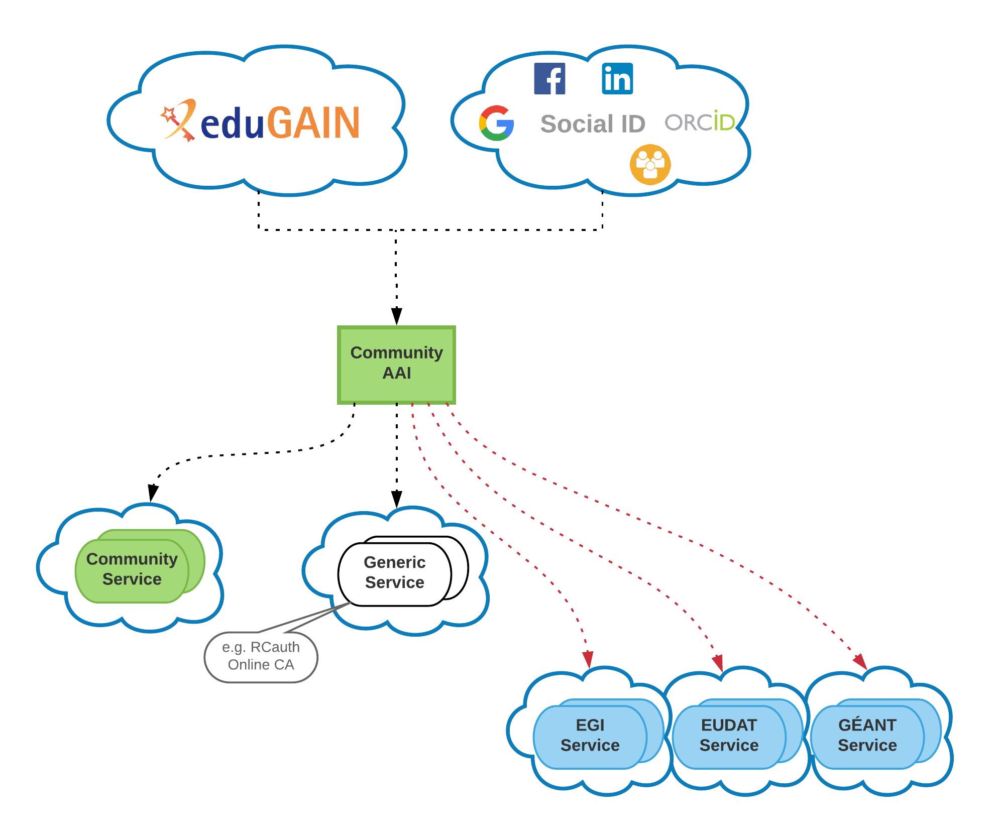 eduGAIN
in
Social ID
ORCiD
Community
AAI
Community
Service
Generic
Service
e.g. RCauth
Online CA
EGI
Service
EUDAT
Service
GÉANT
Service